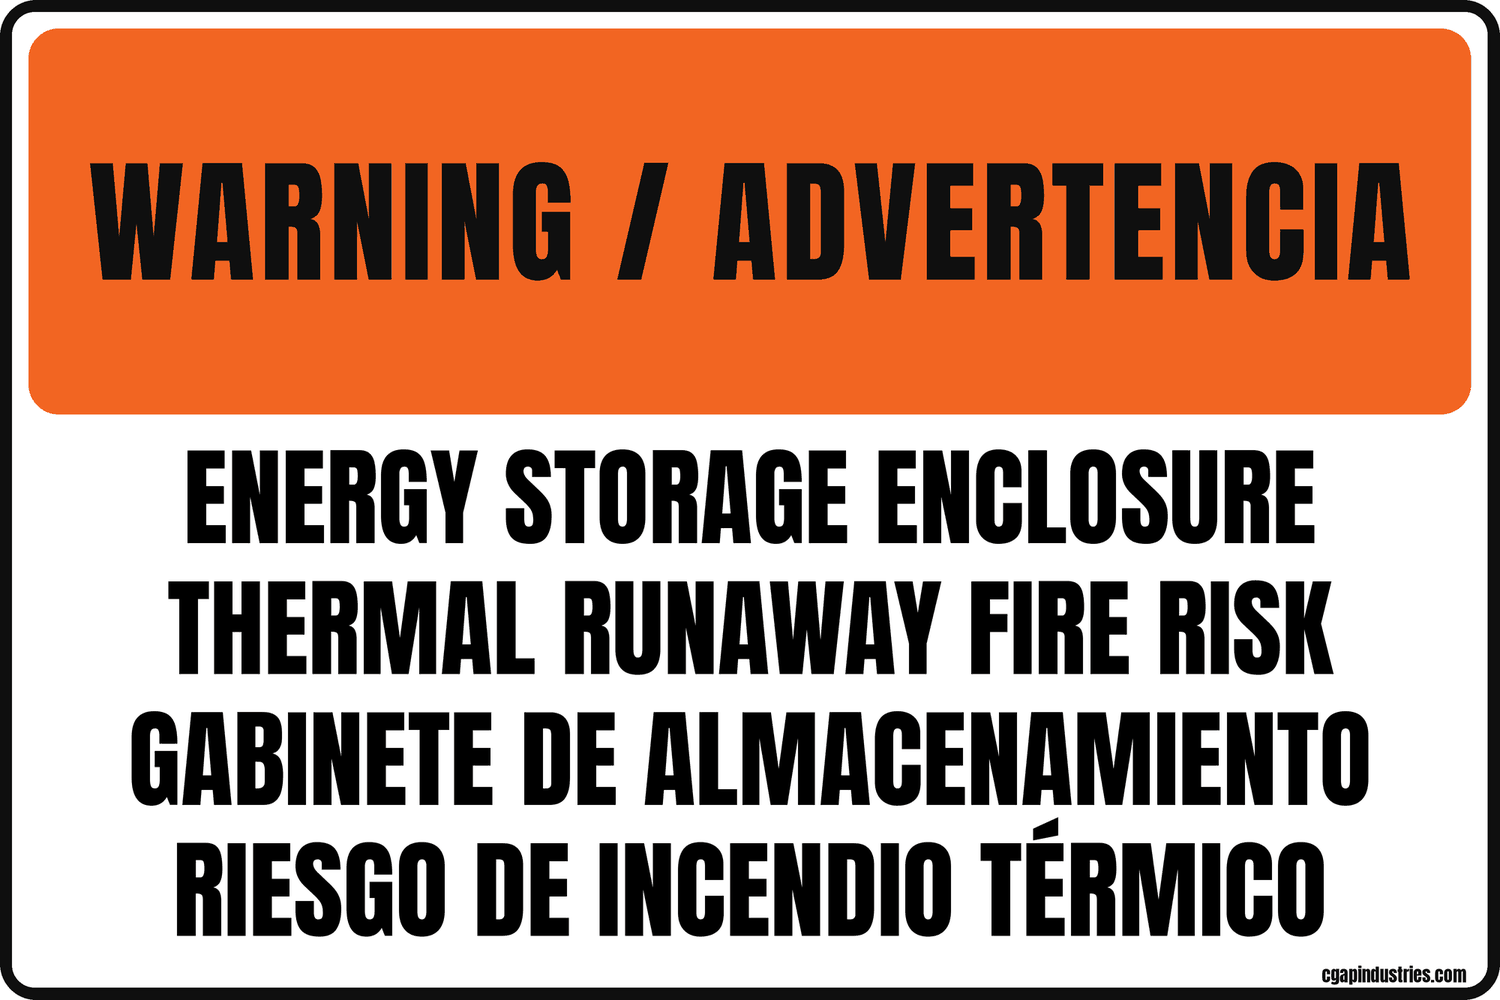 WARNING / ADVERTENCIA
ENERGY STORAGE ENCLOSURE
THERMAL RUNAWAY FIRE RISK
GABINETE DE ALMACENAMIENTO
RIESGO DE INCENDIO TÉRMICO
cgapindustries.com